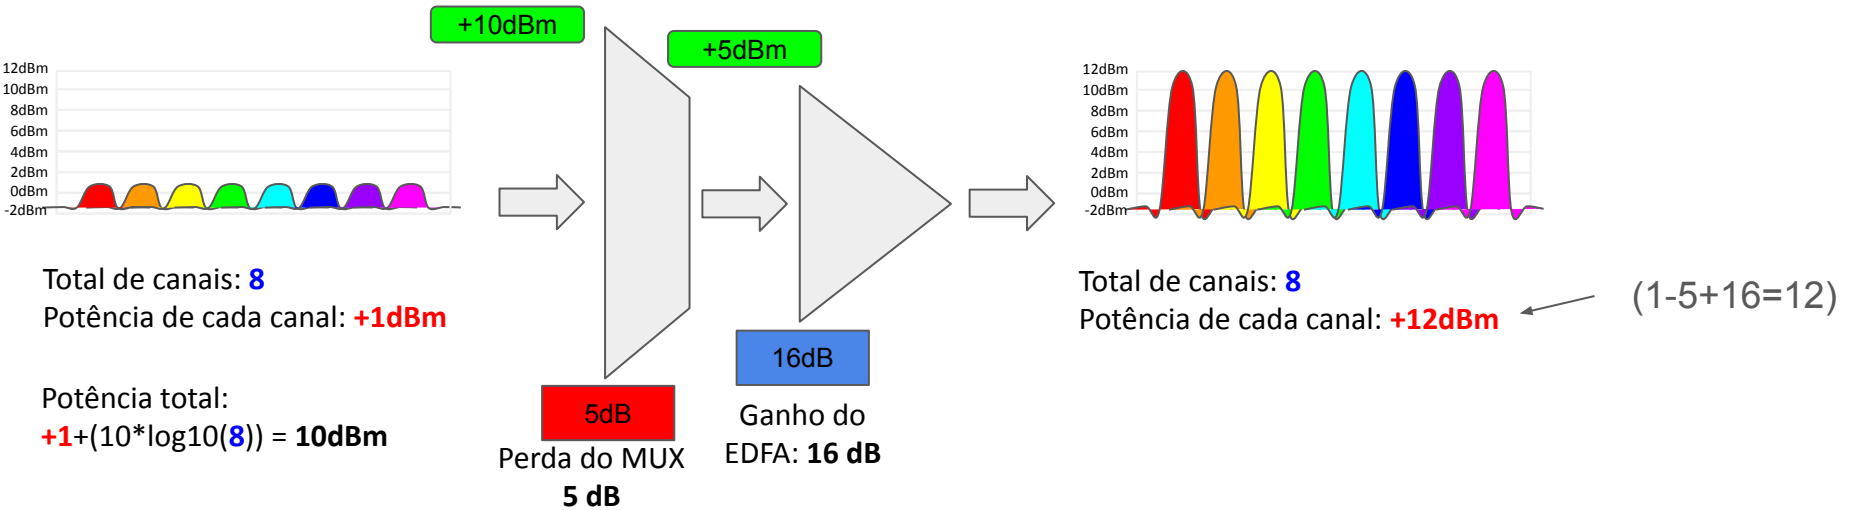 +10dBm
+5dBm
12dBm
10dBm
8dBm
6dBm
4dBm
2dBm
0dBm
-2dBm
Total de canais: 8
Potência de cada canal: +1dBm
Potência total:
+1+(10*log10(8)) = 10dBm
5dB
Perda do MUX
5 dB
16dB
Ganho do
EDFA: 16 dB
12dBm
10dBm
8dBm
6dBm
4dBm
2dBm
0dBm
-2dBm
Total de canais: 8
Potência de cada canal: +12dBm
(1-5+16=12)